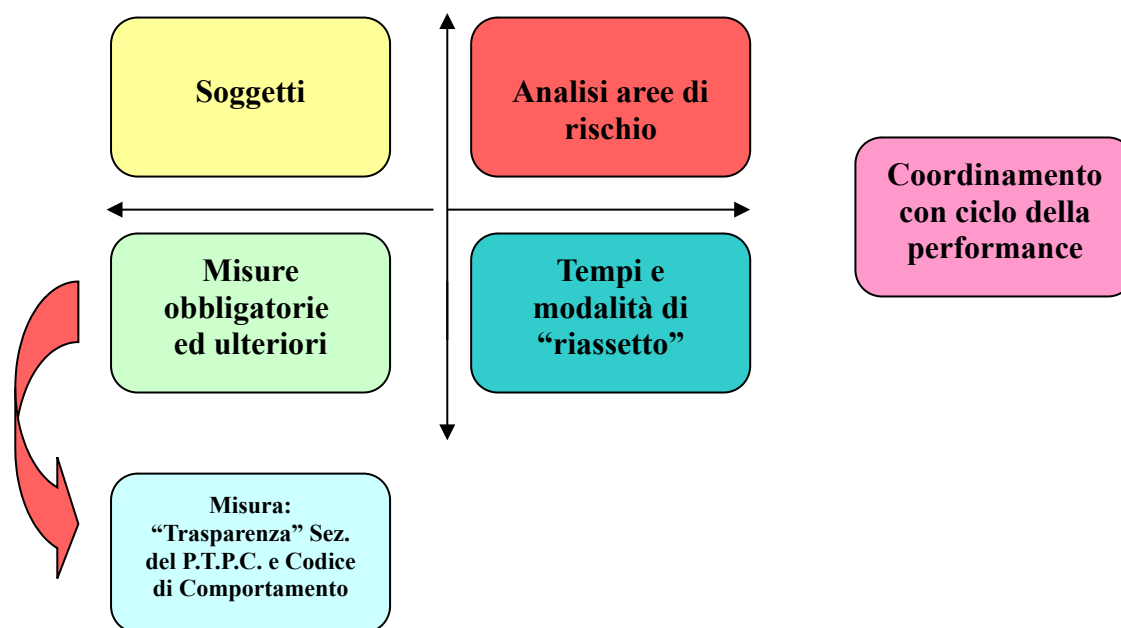 Soggetti
Analisi aree di
rischio
Coordinamento
con ciclo della
performance
Misure
obbligatorie
ed ulteriori
Tempi e
modalità di
“riassetto”
Misura:
“Trasparenza” Sez.
del P.T.P.C. e Codice
di Comportamento